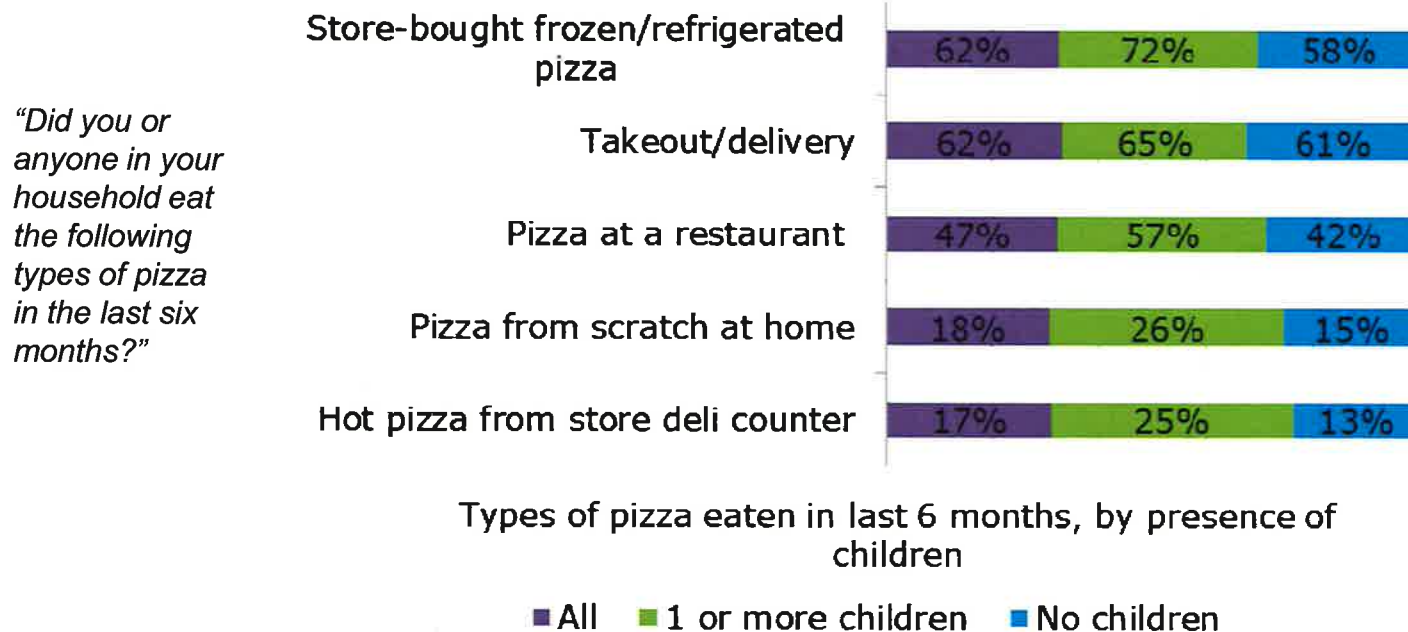 Store-bought frozen/refrigerated
pizza
62% 72% 58%
"Did you or
anyone in your
household eat
the following
types of pizza
in the last six
months?"
Takeout/delivery
62% 65% 61%
Pizza at a restaurant
47% 57% 42%
Pizza from scratch at home
18% 26% 15%
Hot pizza from store deli counter
17% 25% 13%
Types of pizza eaten in last 6 months, by presence of
children
All 1 or more children No children